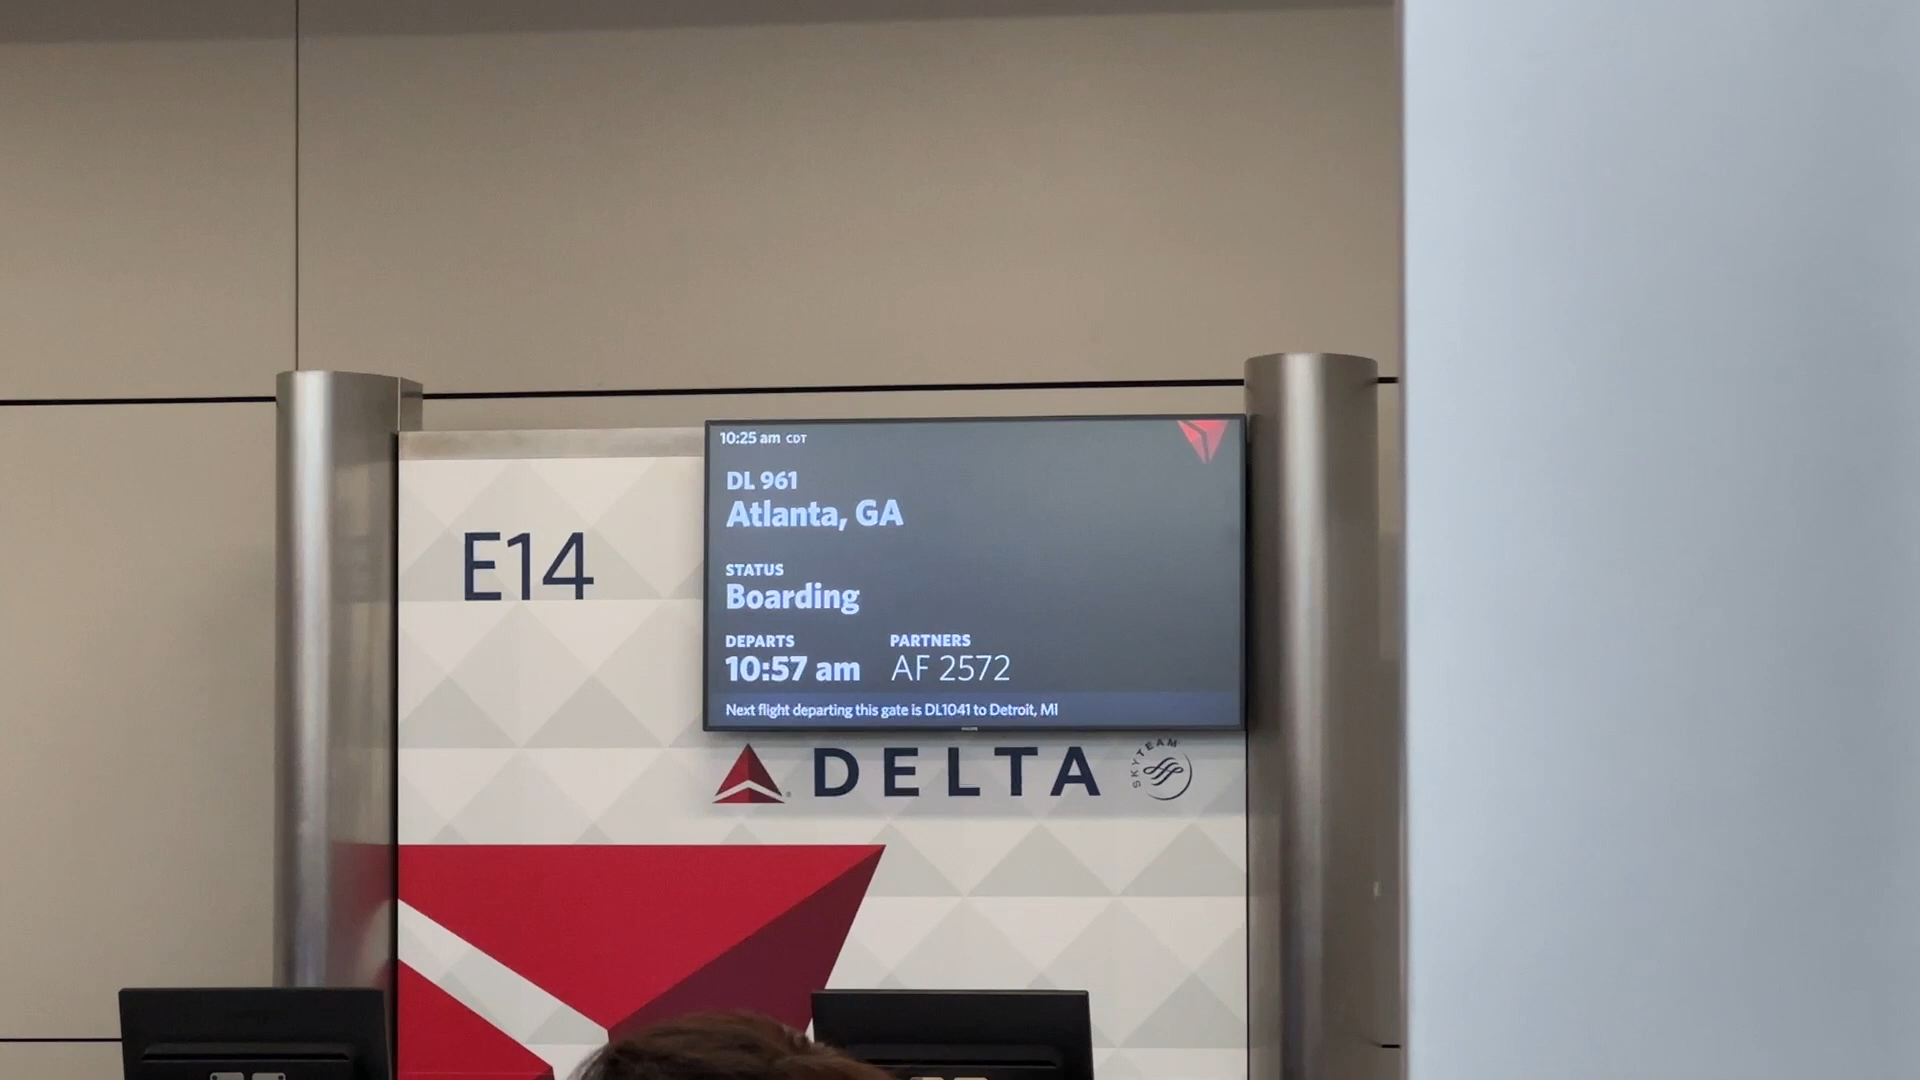 10:25 am CDT
DL 961
Atlanta, GA
E14
STATUS
Boarding
DEPARTS PARTNERS
10:57 am AF 2572
Next flight departing this gate is DL1041 to Detroit, MI
DELTA
SKYTEAM